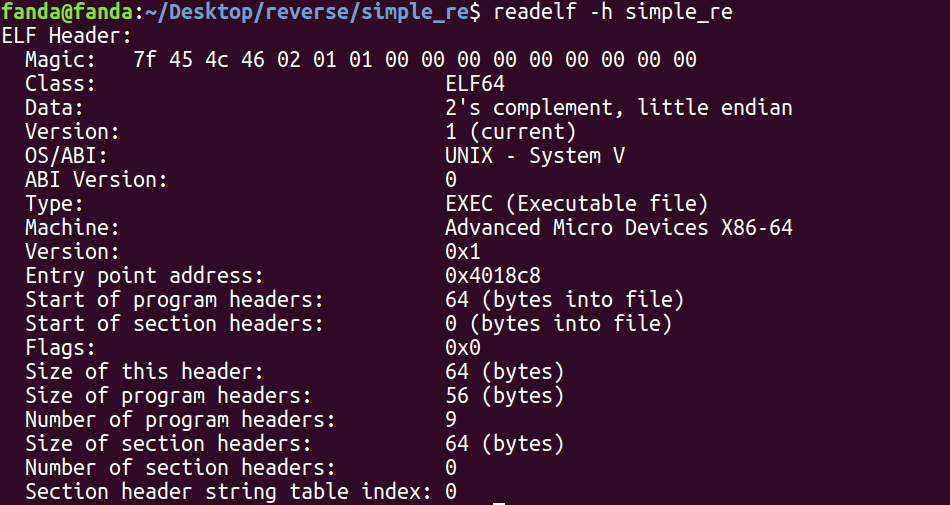 fanda@fanda:~/Desktop/reverse/simple_re$ readelf -h simple_re
ELF Header:
  Magic:   7f 45 4c 46 02 01 01 00 00 00 00 00 00 00 00 00
  Class:                             ELF64
  Data:                              2's complement, little endian
  Version:                           1 (current)
  OS/ABI:                            UNIX - System V
  ABI Version:                       0
  Type:                              EXEC (Executable file)
  Machine:                           Advanced Micro Devices X86-64
  Version:                           0x1
  Entry point address:               0x4018c8
  Start of program headers:          64 (bytes into file)
  Start of section headers:          0 (bytes into file)
  Flags:                             0x0
  Size of this header:               64 (bytes)
  Size of program headers:           56 (bytes)
  Number of program headers:         9
  Size of section headers:           64 (bytes)
  Number of section headers:         0
  Section header string table index: 0